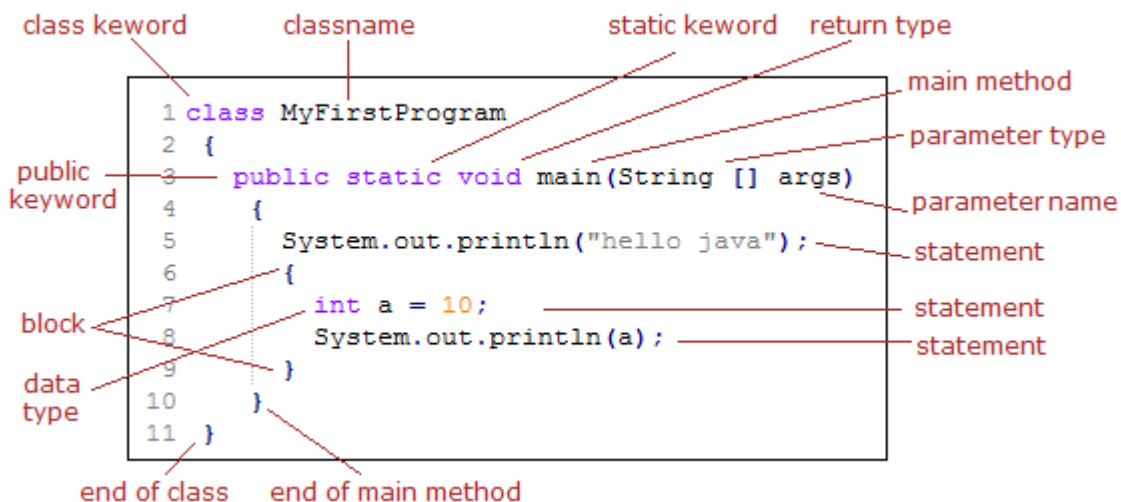 class keword classname static keword return type
main method
1 class MyFirstProgram
parameter type
2 {
public keyword
3 public static void main(String [] args)
parameter name
4 {
5 System.out.println("hello java");
statement
6 {
7 int a = 10;
statement
block
8 System.out.println(a);
statement
9 }
data type
10 }
11 }
end of class end of main method